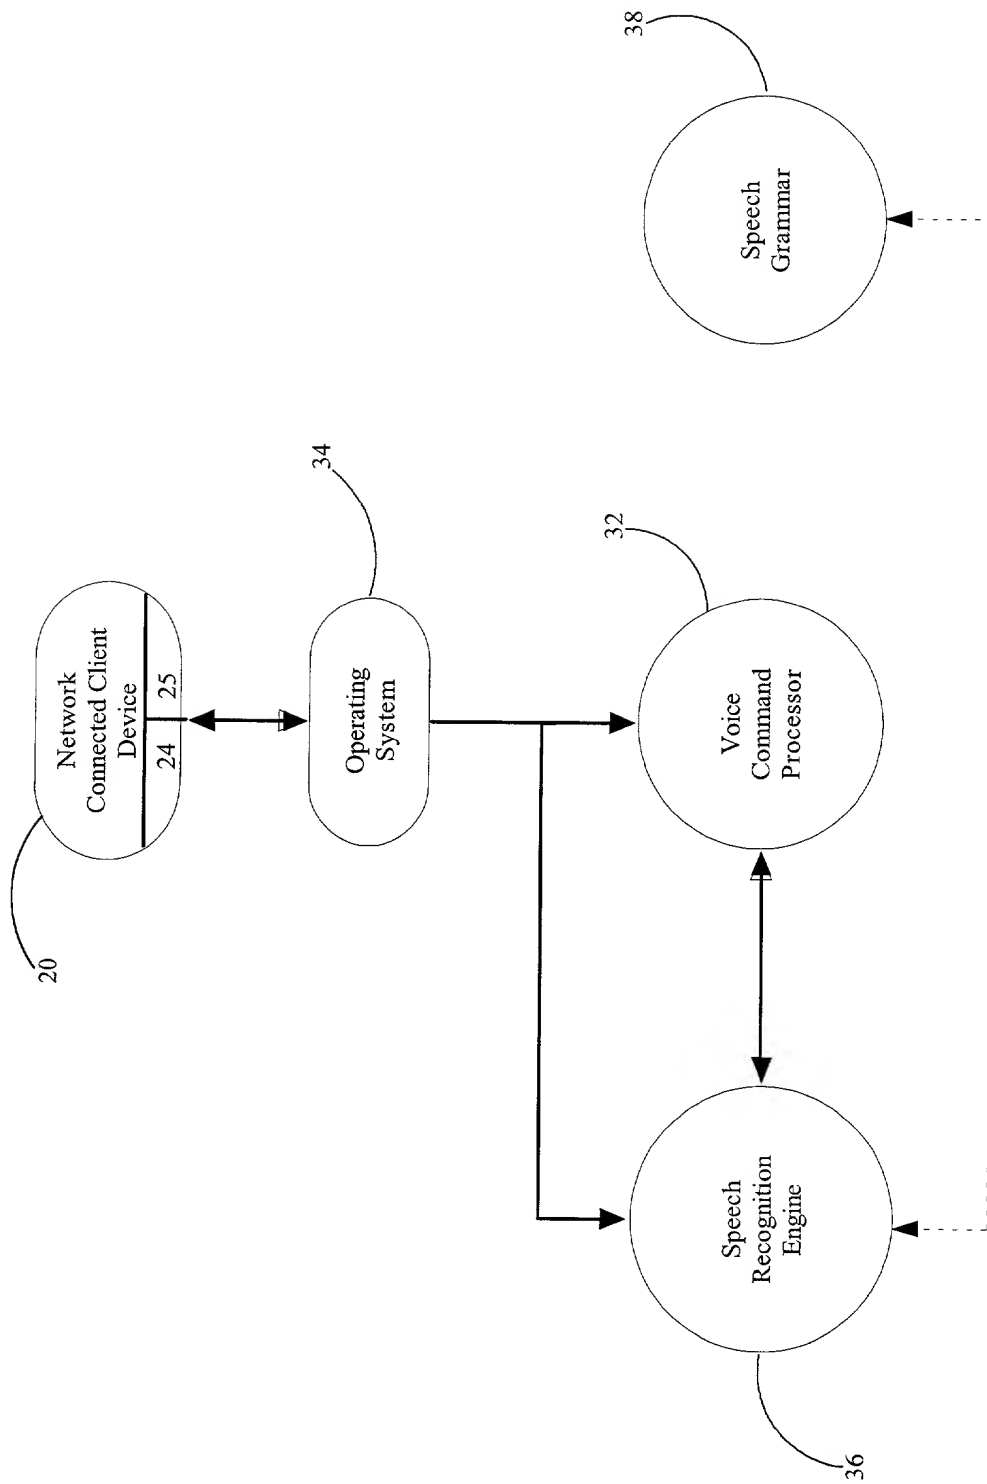 20
Network
Connected Client
Device
24 25
34
Operating
System
36
Speech
Recognition
Engine
32
Voice
Command
Processor
38
Speech
Grammar